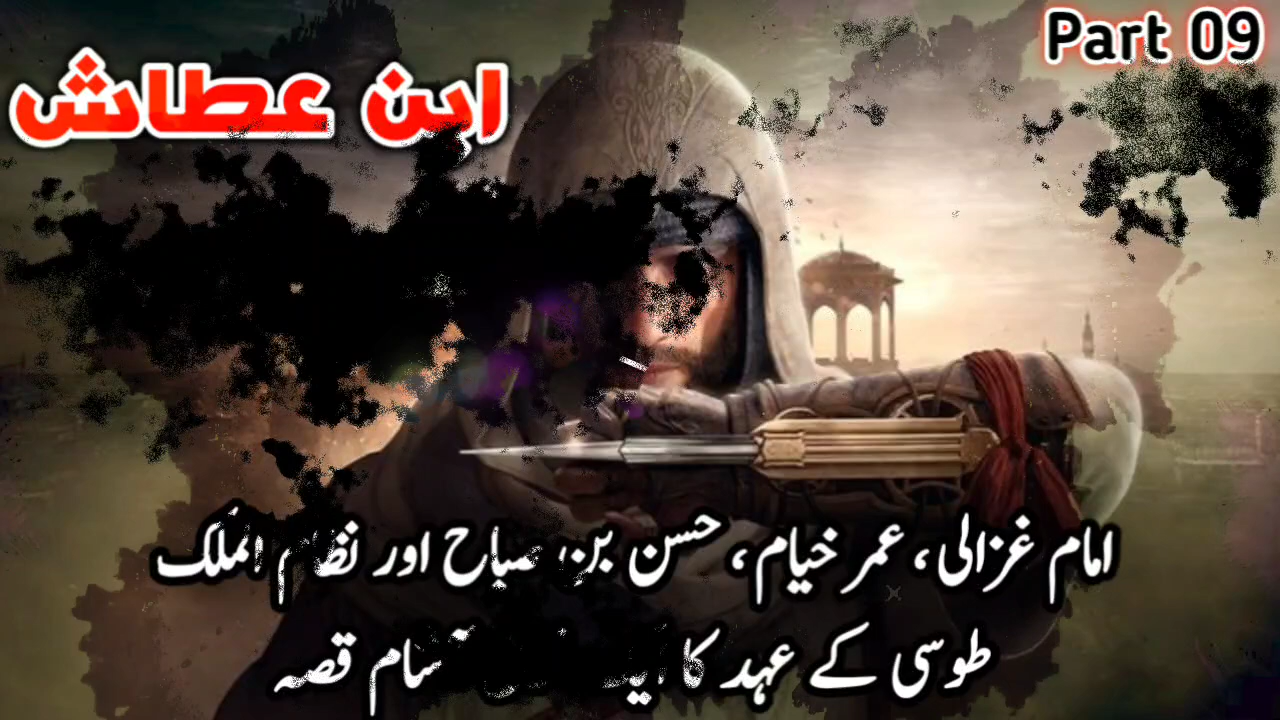 Part 09
ابن عطاش
امام غزالی، عمر خیام، حسن بن صباح اور نظام الملک
طوسی کے عہد کا قصہ